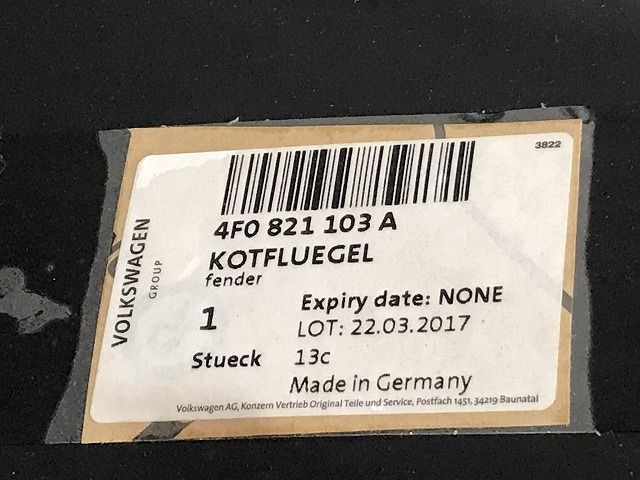 3822
4F0 821 103 A
KOTFLUEGEL
fender
VOLKSWAGEN
GROUP
1
Expiry date: NONE
LOT: 22.03.2017
Stueck
13c
Made in Germany
Volkswagen AG, Konzern Vertrieb Original Teile und Service, Postfach 1451, 34219 Baunatal